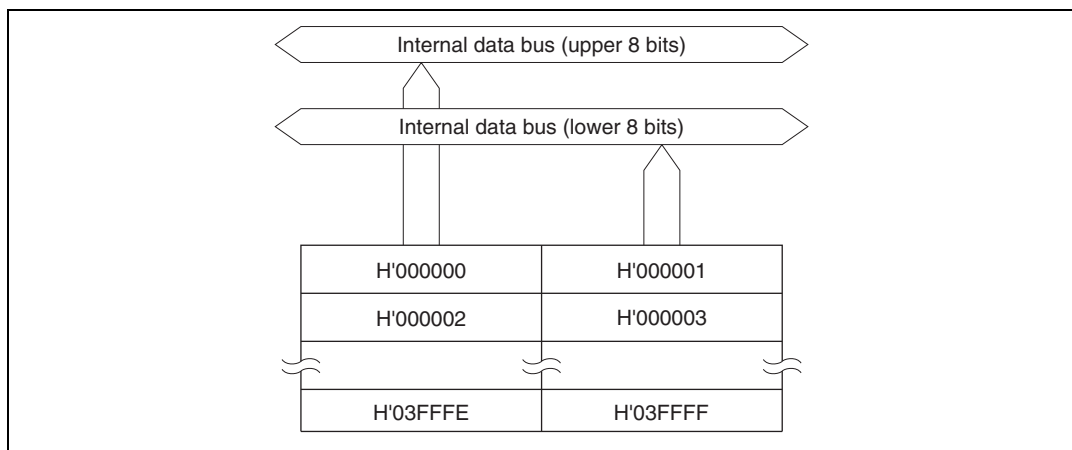 Internal data bus (upper 8 bits)
Internal data bus (lower 8 bits)
H'000000 H'000001
H'000002 H'000003
H'03FFFE H'03FFFF